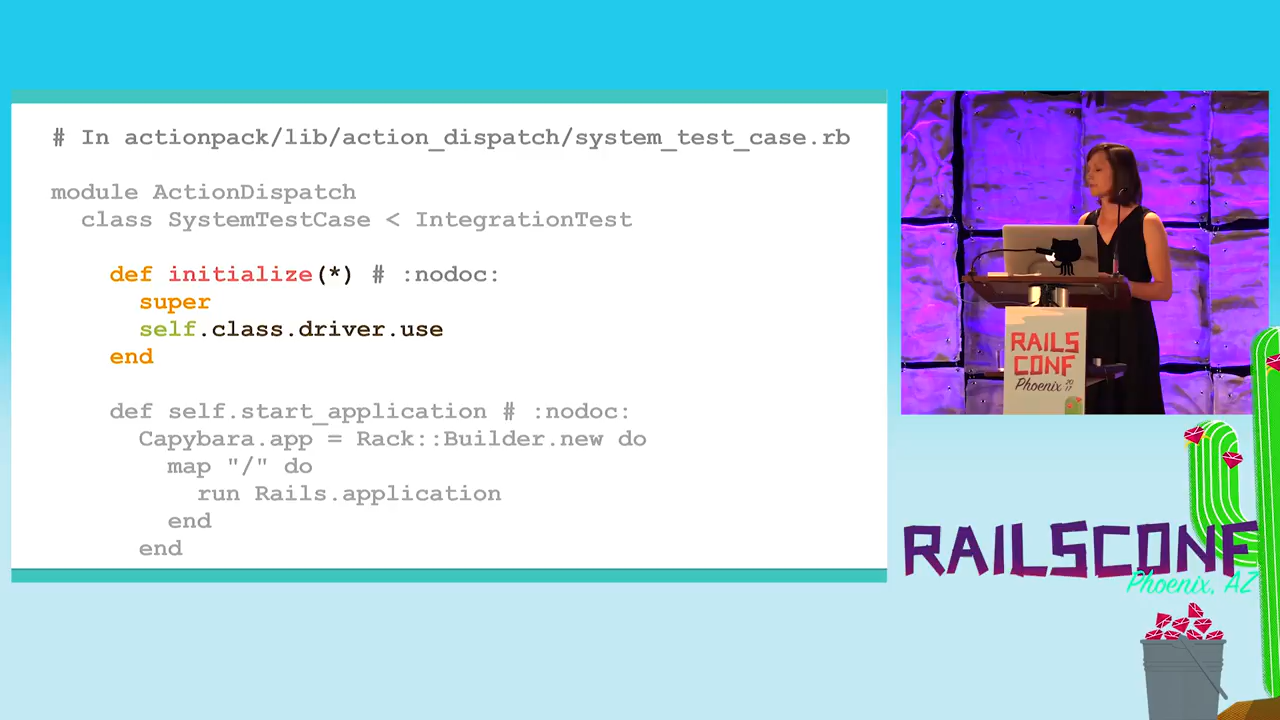 # In actionpack/lib/action_dispatch/system_test_case.rb
module ActionDispatch
class SystemTestCase < IntegrationTest
def initialize(*) # :nodoc:
super
self.class.driver.use
end
def self.start_application # :nodoc:
Capybara.app = Rack::Builder.new do
map "/" do
run Rails.application
end
end
RAILS
CONF
Phoenix 2017
RAILSCONF
Phoenix, AZ